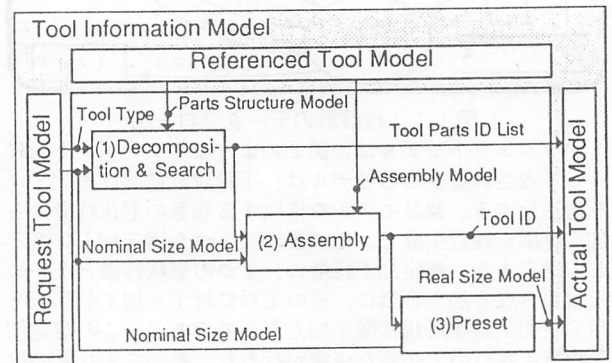 Tool Information Model
Referenced Tool Model
Request Tool Model
Tool Type
Parts Structure Model
(1)Decomposi-
tion & Search
Tool Parts ID List
Assembly Model
Nominal Size Model
(2) Assembly
Tool ID
Real Size Model
Nominal Size Model
(3)Preset
Actual Tool Model